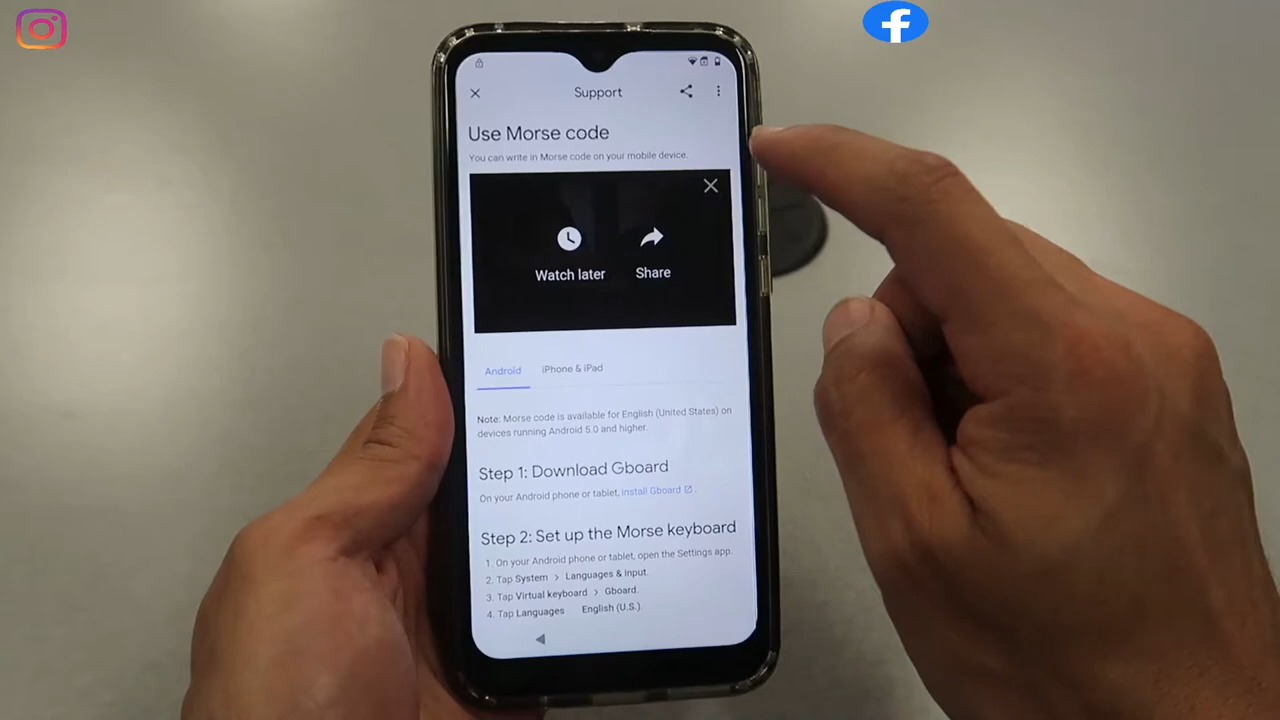 Support
Use Morse code
You can write in Morse code on your mobile device.
Watch later
Share
Android
iPhone & iPad
Note: Morse code is available for English (United States) on
devices running Android 5.0 and higher.
Step 1: Download Gboard
On your Android phone or tablet, install Gboard .
Step 2: Set up the Morse keyboard
1. On your Android phone or tablet, open the Settings app.
2. Tap System > Languages & input.
3. Tap Virtual keyboard > Gboard.
4. Tap Languages English (U.S.).